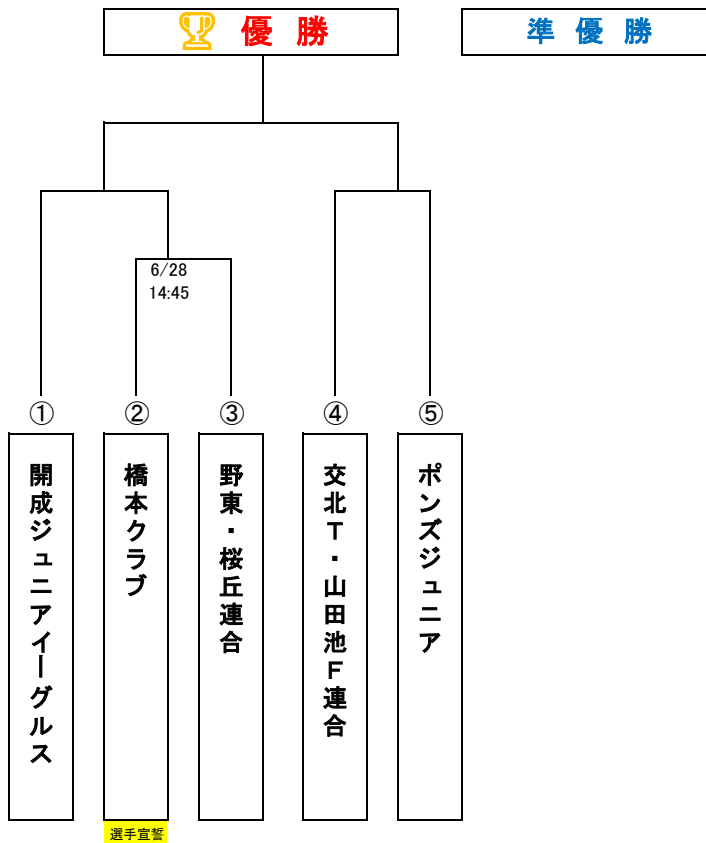 優 勝
準 優 勝
6/28
14:45
①
②
③
④
⑤
開成ジュニアイーグルス
橋本クラブ
野東・桜丘連合
交北Ｔ・山田池Ｆ連合
ポンズジュニア
選手宣誓